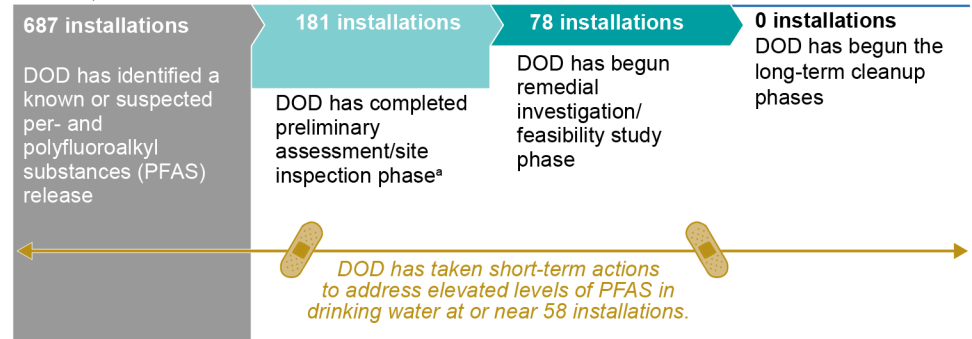 687 installations
DOD has identified a
known or suspected
per- and
polyfluoroalkyl
substances (PFAS)
release
181 installations
DOD has completed
preliminary
assessment/site
inspection phaseᵃ
78 installations
DOD has begun
remedial
investigation/
feasibility study
phase
0 installations
DOD has begun the
long-term cleanup
phases
DOD has taken short-term actions
to address elevated levels of PFAS in
drinking water at or near 58 installations.